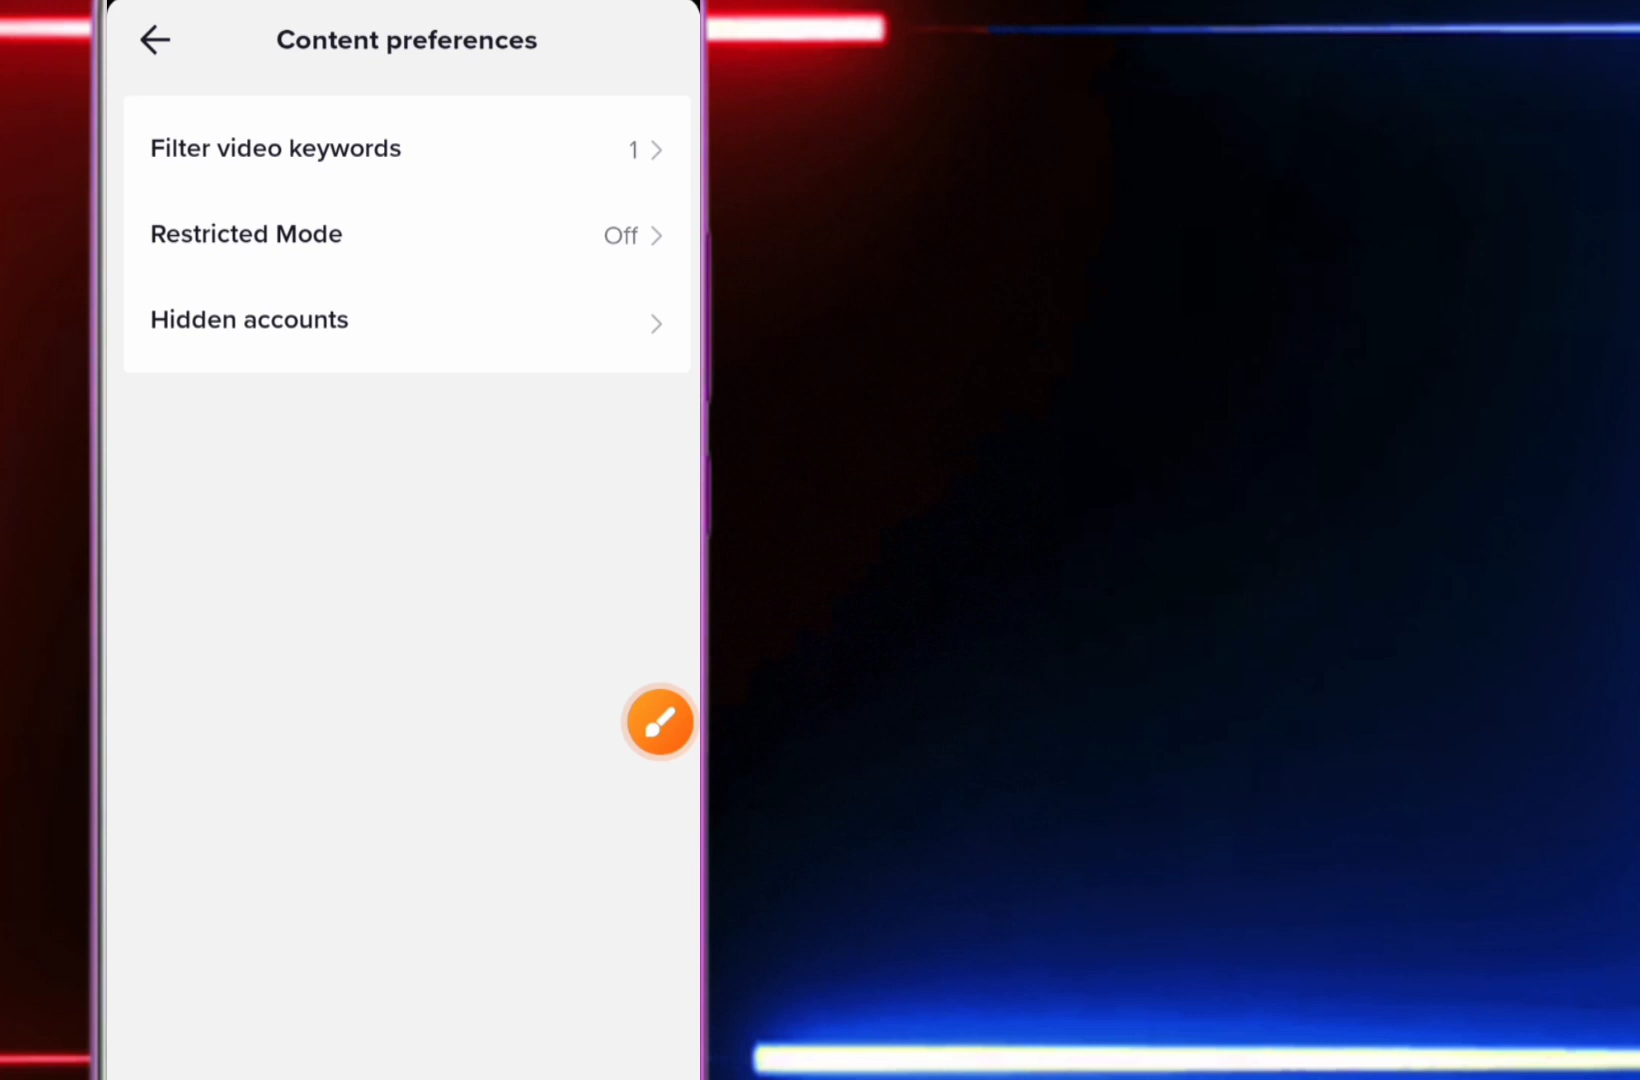 Content preferences
Filter video keywords 1
Restricted Mode Off
Hidden accounts